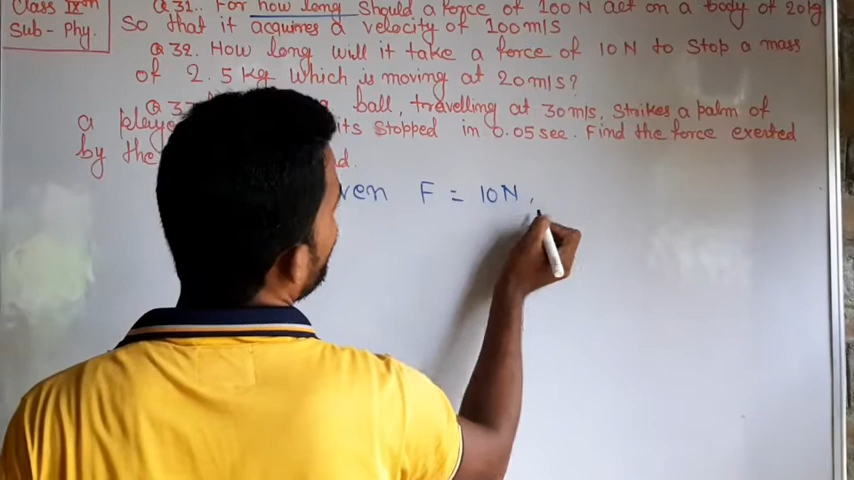 Class IXth
Sub - Phy.
Q31. For how long should a force of 100 N act on a body of 20kg
so that it acquires a velocity of 100m/s
Q32. How long will it take a force of 10 N to Stop a mass
of 2.5 kg which is moving at 20m/s?
ball, travelling at 30m/s, Strikes a palm of
a its stopped in 0.05 sec. Find the force exerted
by
F = 10N,